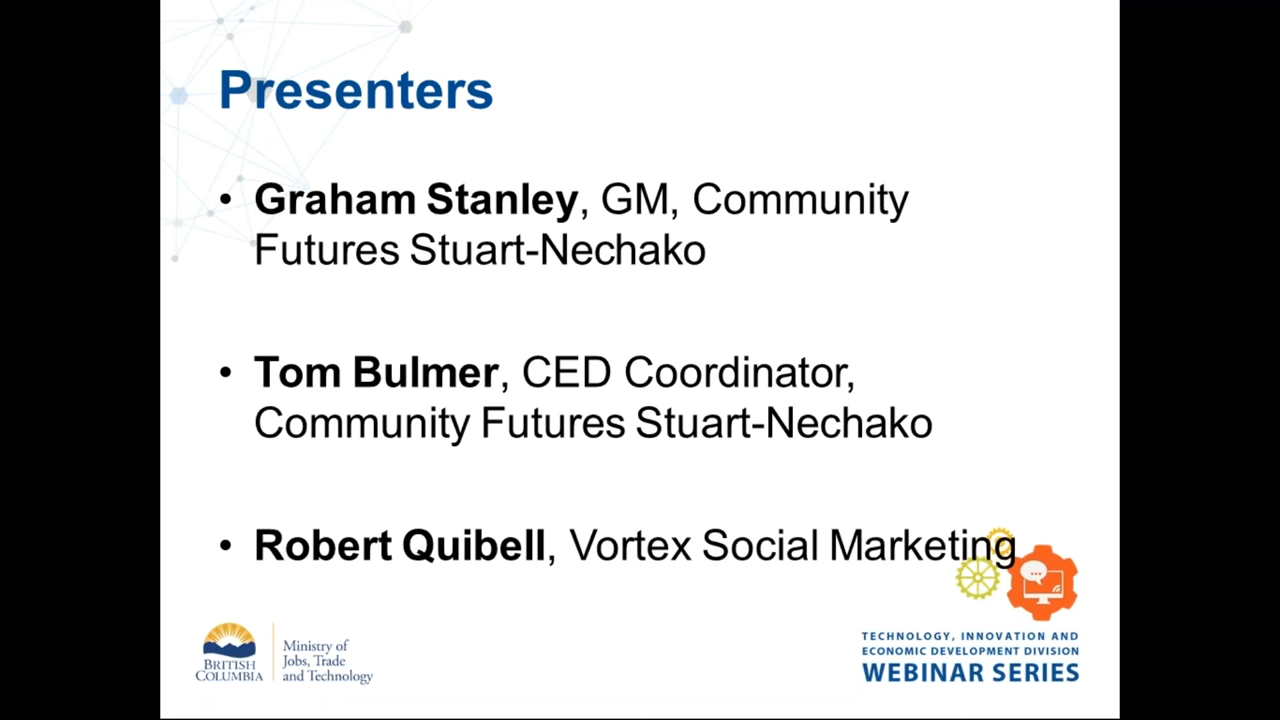 Presenters
• Graham Stanley, GM, Community
Futures Stuart-Nechako
• Tom Bulmer, CED Coordinator,
Community Futures Stuart-Nechako
• Robert Quibell, Vortex Social Marketing
BRITISH
COLUMBIA
Ministry of
Jobs, Trade
and Technology
TECHNOLOGY, INNOVATION AND
ECONOMIC DEVELOPMENT DIVISION
WEBINAR SERIES